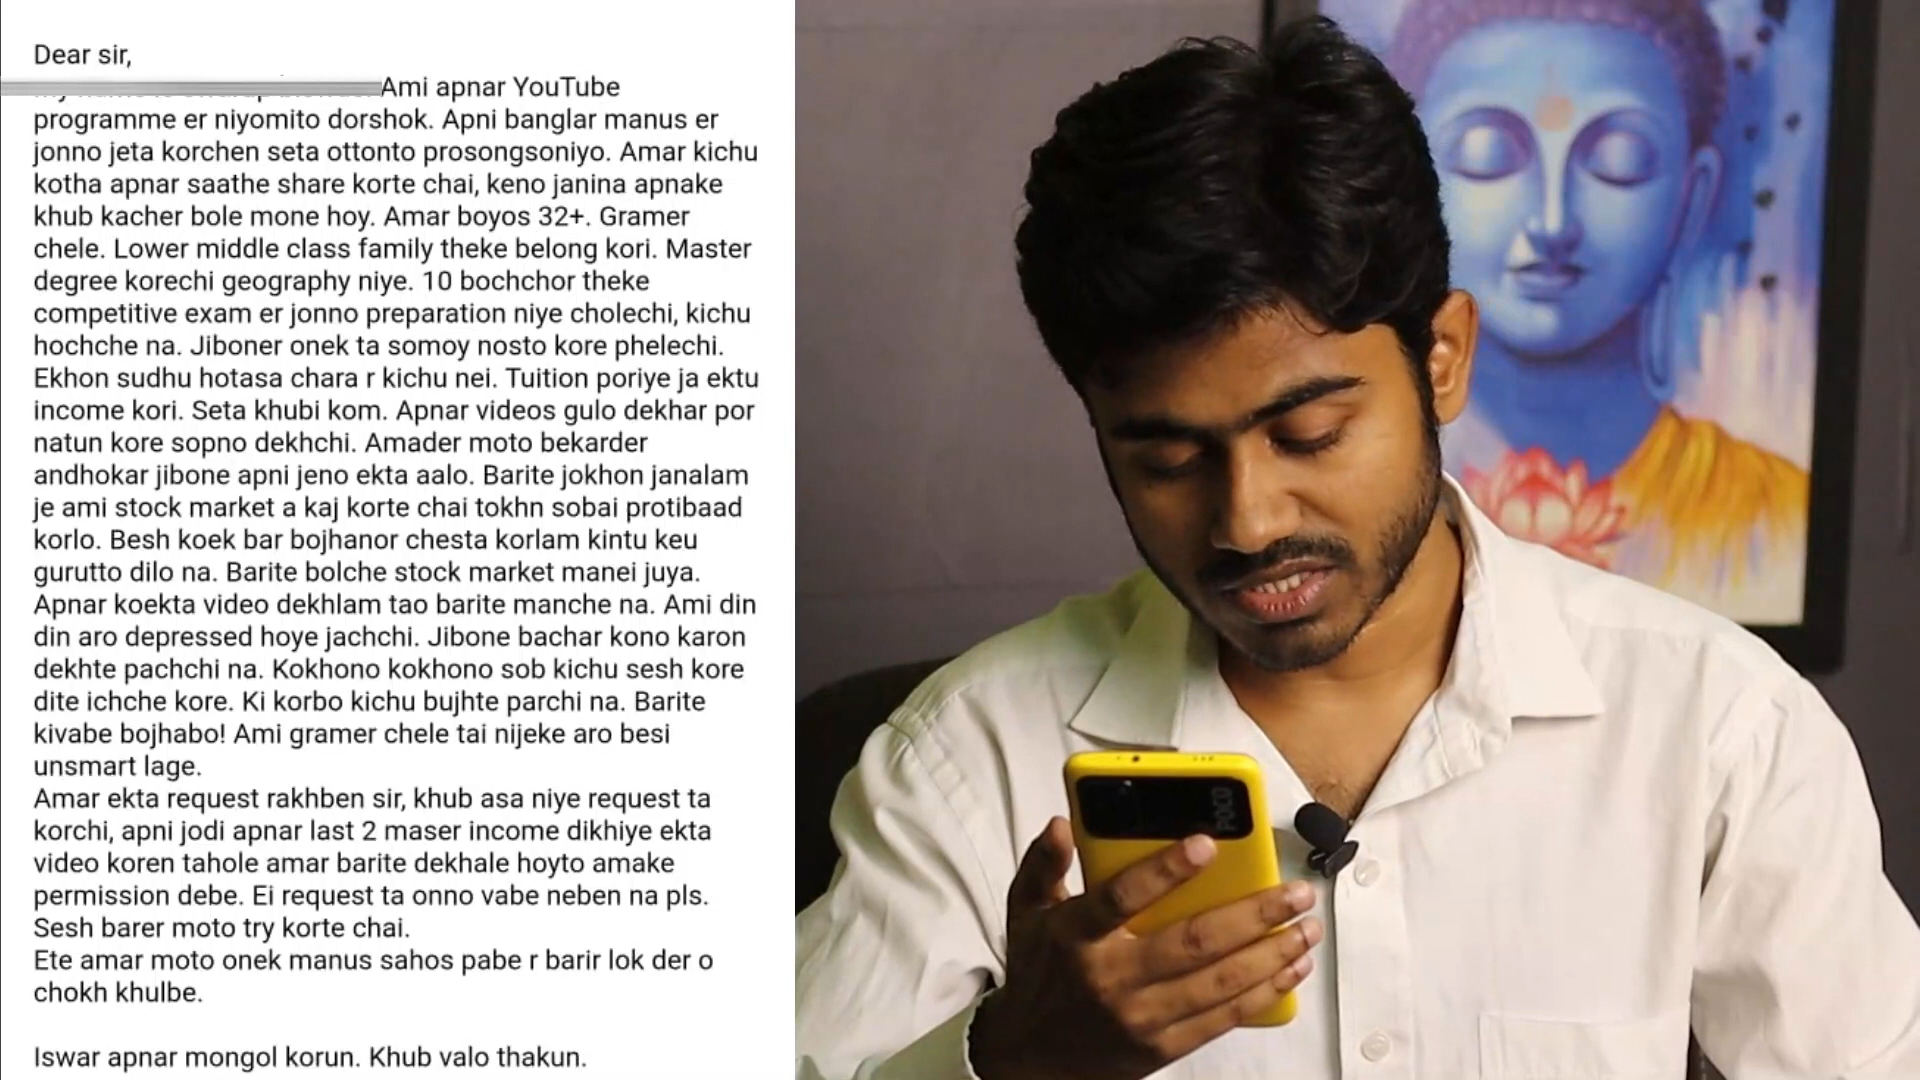 Dear sir,
Ami apnar YouTube
programme er niyomito dorshok. Apni banglar manus er
jonno jeta korchen seta ottonto prosongsoniyo. Amar kichu
kotha apnar saathe share korte chai, keno janina apnake
khub kacher bole mone hoy. Amar boyos 32+. Gramer
chele. Lower middle class family theke belong kori. Master
degree korechi geography niye. 10 bochchor theke
competitive exam er jonno preparation niye cholechi, kichu
hochche na. Jiboner onek ta somoy nosto kore phelechi.
Ekhon sudhu hotasa chara r kichu nei. Tuition poriye ja ektu
income kori. Seta khubi kom. Apnar videos gulo dekhar por
natun kore sopno dekhchi. Amader moto bekarder
andhokar jibone apni jeno ekta aalo. Barite jokhon janalam
je ami stock market a kaj korte chai tokhn sobai protibaad
korlo. Besh koek bar bojhanor chesta korlam kintu keu
gurutto dilo na. Barite bolche stock market manei juya.
Apnar koekta video dekhlam tao barite manche na. Ami din
din aro depressed hoye jachchi. Jibone bachar kono karon
dekhte pachchi na. Kokhono kokhono sob kichu sesh kore
dite ichche kore. Ki korbo kichu bujhte parchi na. Barite
kivabe bojhabo! Ami gramer chele tai nijeke aro besi
unsmart lage.
Amar ekta request rakhben sir, khub asa niye request ta
korchi, apni jodi apnar last 2 maser income dikhiye ekta
video koren tahole amar barite dekhale hoyto amake
permission debe. Ei request ta onno vabe neben na pls.
Sesh barer moto try korte chai.
Ete amar moto onek manus sahos pabe r barir lok der o
chokh khulbe.
Iswar apnar mongol korun. Khub valo thakun.
POCO